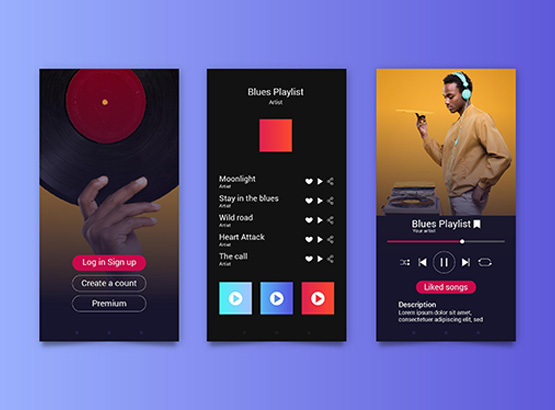 Log in Sign up
Create a count
Premium
Blues Playlist
Artist
Moonlight
Artist
Stay in the blues
Artist
Wild road
Artist
Heart Attack
Artist
The call
Artist
Blues Playlist
Your artist
Liked songs
Description
Lorem ipsum dolor sit amet,
consectetuer adipiscing elit, sed